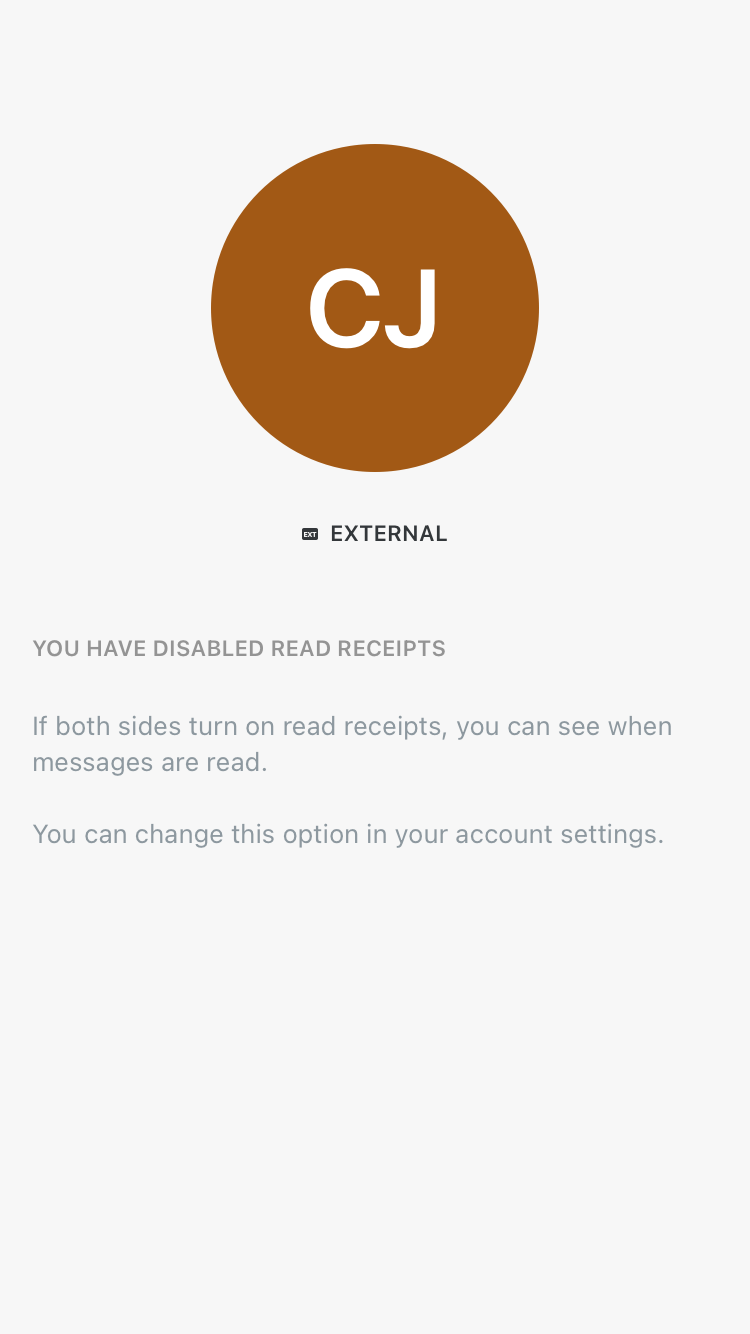 CJ
EXT EXTERNAL
YOU HAVE DISABLED READ RECEIPTS
If both sides turn on read receipts, you can see when
messages are read.
You can change this option in your account settings.